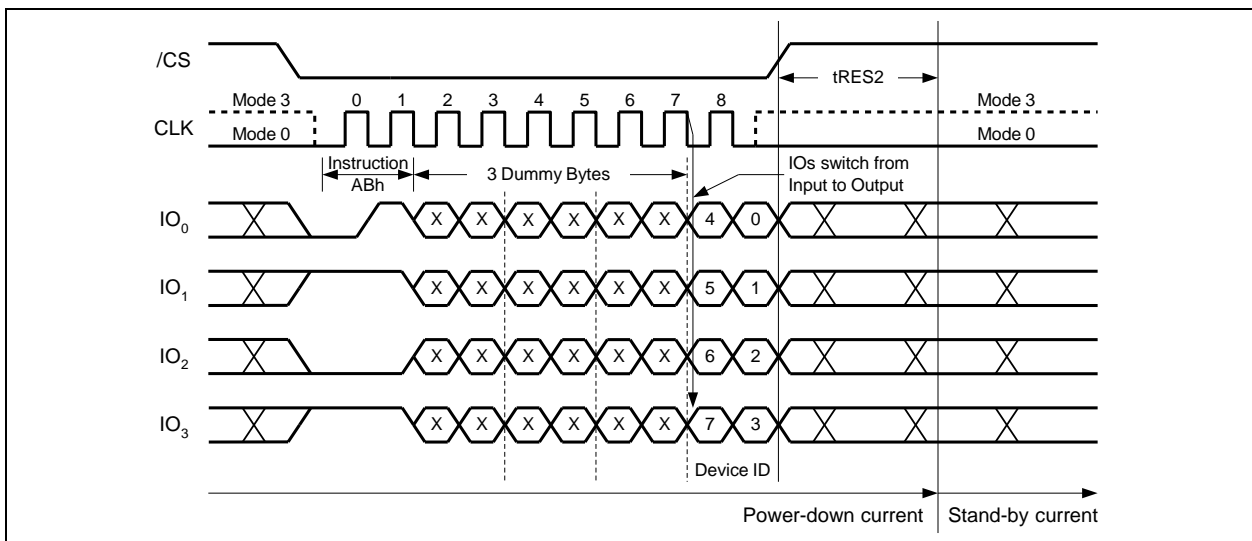 /CS
tRES2
0 1 2 3 4 5 6 7 8
Mode 3 Mode 3
CLK
Mode 0 Mode 0
Instruction
ABh
3 Dummy Bytes
IOs switch from
Input to Output
IO0 X X X X X X 4 0
IO1 X X X X X X 5 1
IO2 X X X X X X 6 2
IO3 X X X X X X 7 3
Device ID
Power-down current Stand-by current